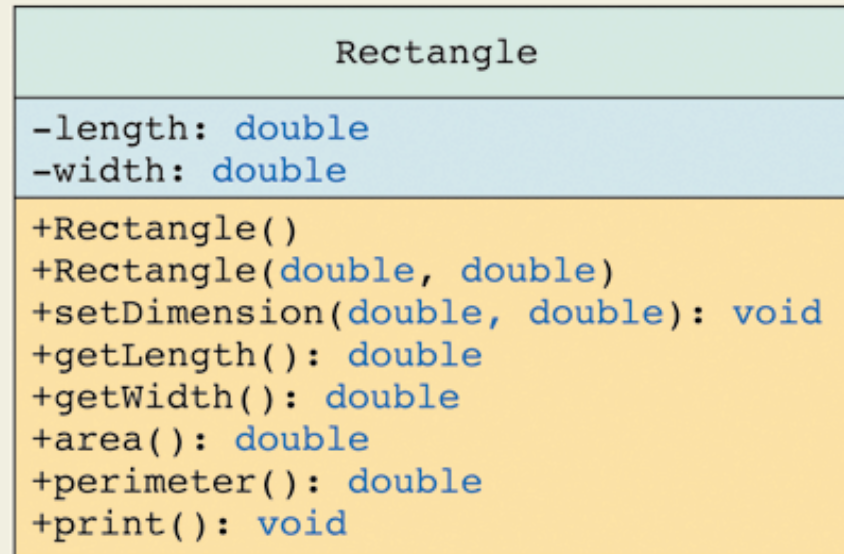 Rectangle
-length: double
-width: double
+Rectangle()
+Rectangle(double, double)
+setDimension(double, double): void
+getLength(): double
+getWidth(): double
+area(): double
+perimeter(): double
+print(): void